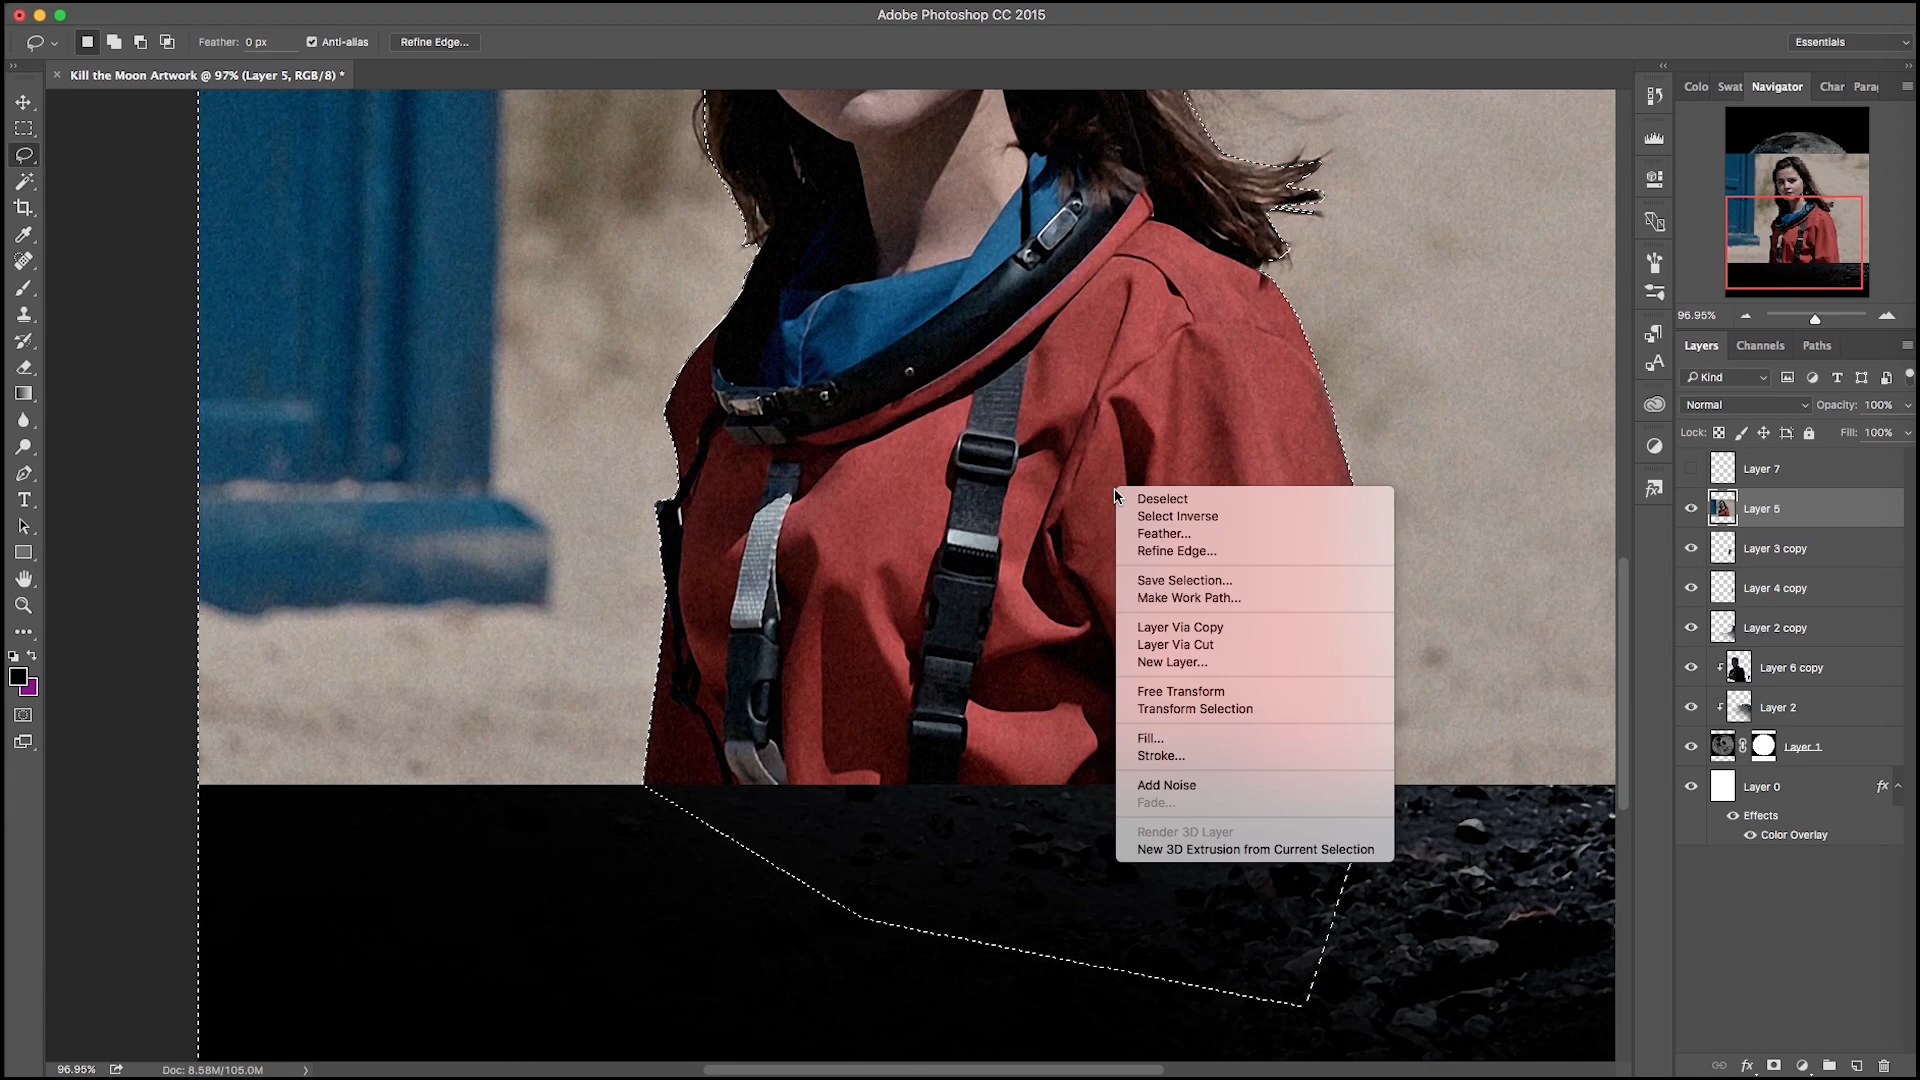 Adobe Photoshop CC 2015
Feather: 0 px
Anti-alias
Refine Edge...
Essentials
Kill the Moon Artwork @ 97% (Layer 5, RGB/8) *
Colo
Swat
Navigator
Char
Para
96.95%
Layers
Channels
Paths
Kind
Normal
Opacity: 100%
Lock:
Fill: 100%
Layer 7
Layer 5
Layer 3 copy
Layer 4 copy
Layer 2 copy
Layer 6 copy
Layer 2
Layer 1
Layer 0
fx
Effects
Color Overlay
Deselect
Select Inverse
Feather...
Refine Edge...
Save Selection...
Make Work Path...
Layer Via Copy
Layer Via Cut
New Layer...
Free Transform
Transform Selection
Fill...
Stroke...
Add Noise
Fade...
Render 3D Layer
New 3D Extrusion from Current Selection
96.95%
Doc: 8.58M/105.0M
fx